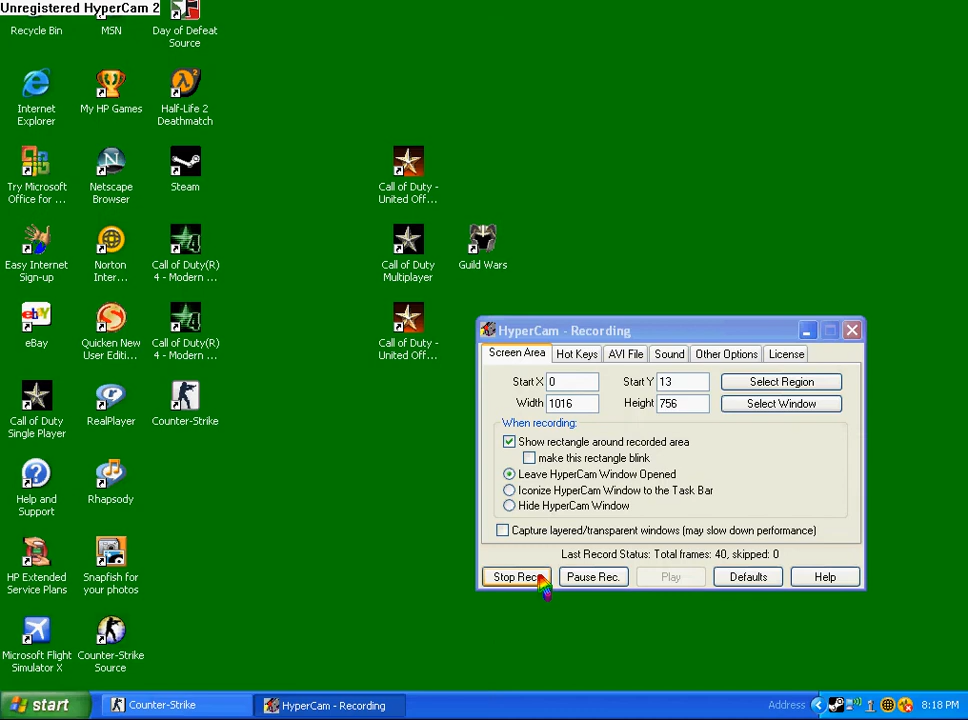 Unregistered HyperCam 2
Recycle Bin
MSN
Day of Defeat
Source
Internet
Explorer
My HP Games
Half-Life 2
Deathmatch
Try Microsoft
Office for ...
Netscape
Browser
Steam
Call of Duty -
United Off...
Easy Internet
Sign-up
Norton
Inter...
Call of Duty(R)
4 - Modern ...
Call of Duty
Multiplayer
Guild Wars
eBay
Quicken New
User Editi...
Call of Duty(R)
4 - Modern ...
Call of Duty -
United Off...
Call of Duty
Single Player
RealPlayer
Counter-Strike
Help and
Support
Rhapsody
HP Extended
Service Plans
Snapfish for
your photos
Microsoft Flight
Simulator X
Counter-Strike
Source
HyperCam - Recording
Screen Area Hot Keys AVI File Sound Other Options License
Start X 0 Start Y 13 Select Region
Width 1016 Height 756 Select Window
When recording:
Show rectangle around recorded area
make this rectangle blink
Leave HyperCam Window Opened
Iconize HyperCam Window to the Task Bar
Hide HyperCam Window
Capture layered/transparent windows (may slow down performance)
Last Record Status: Total frames: 40, skipped: 0
Stop Rec. Pause Rec. Play Defaults Help
start Counter-Strike HyperCam - Recording Address 8:18 PM